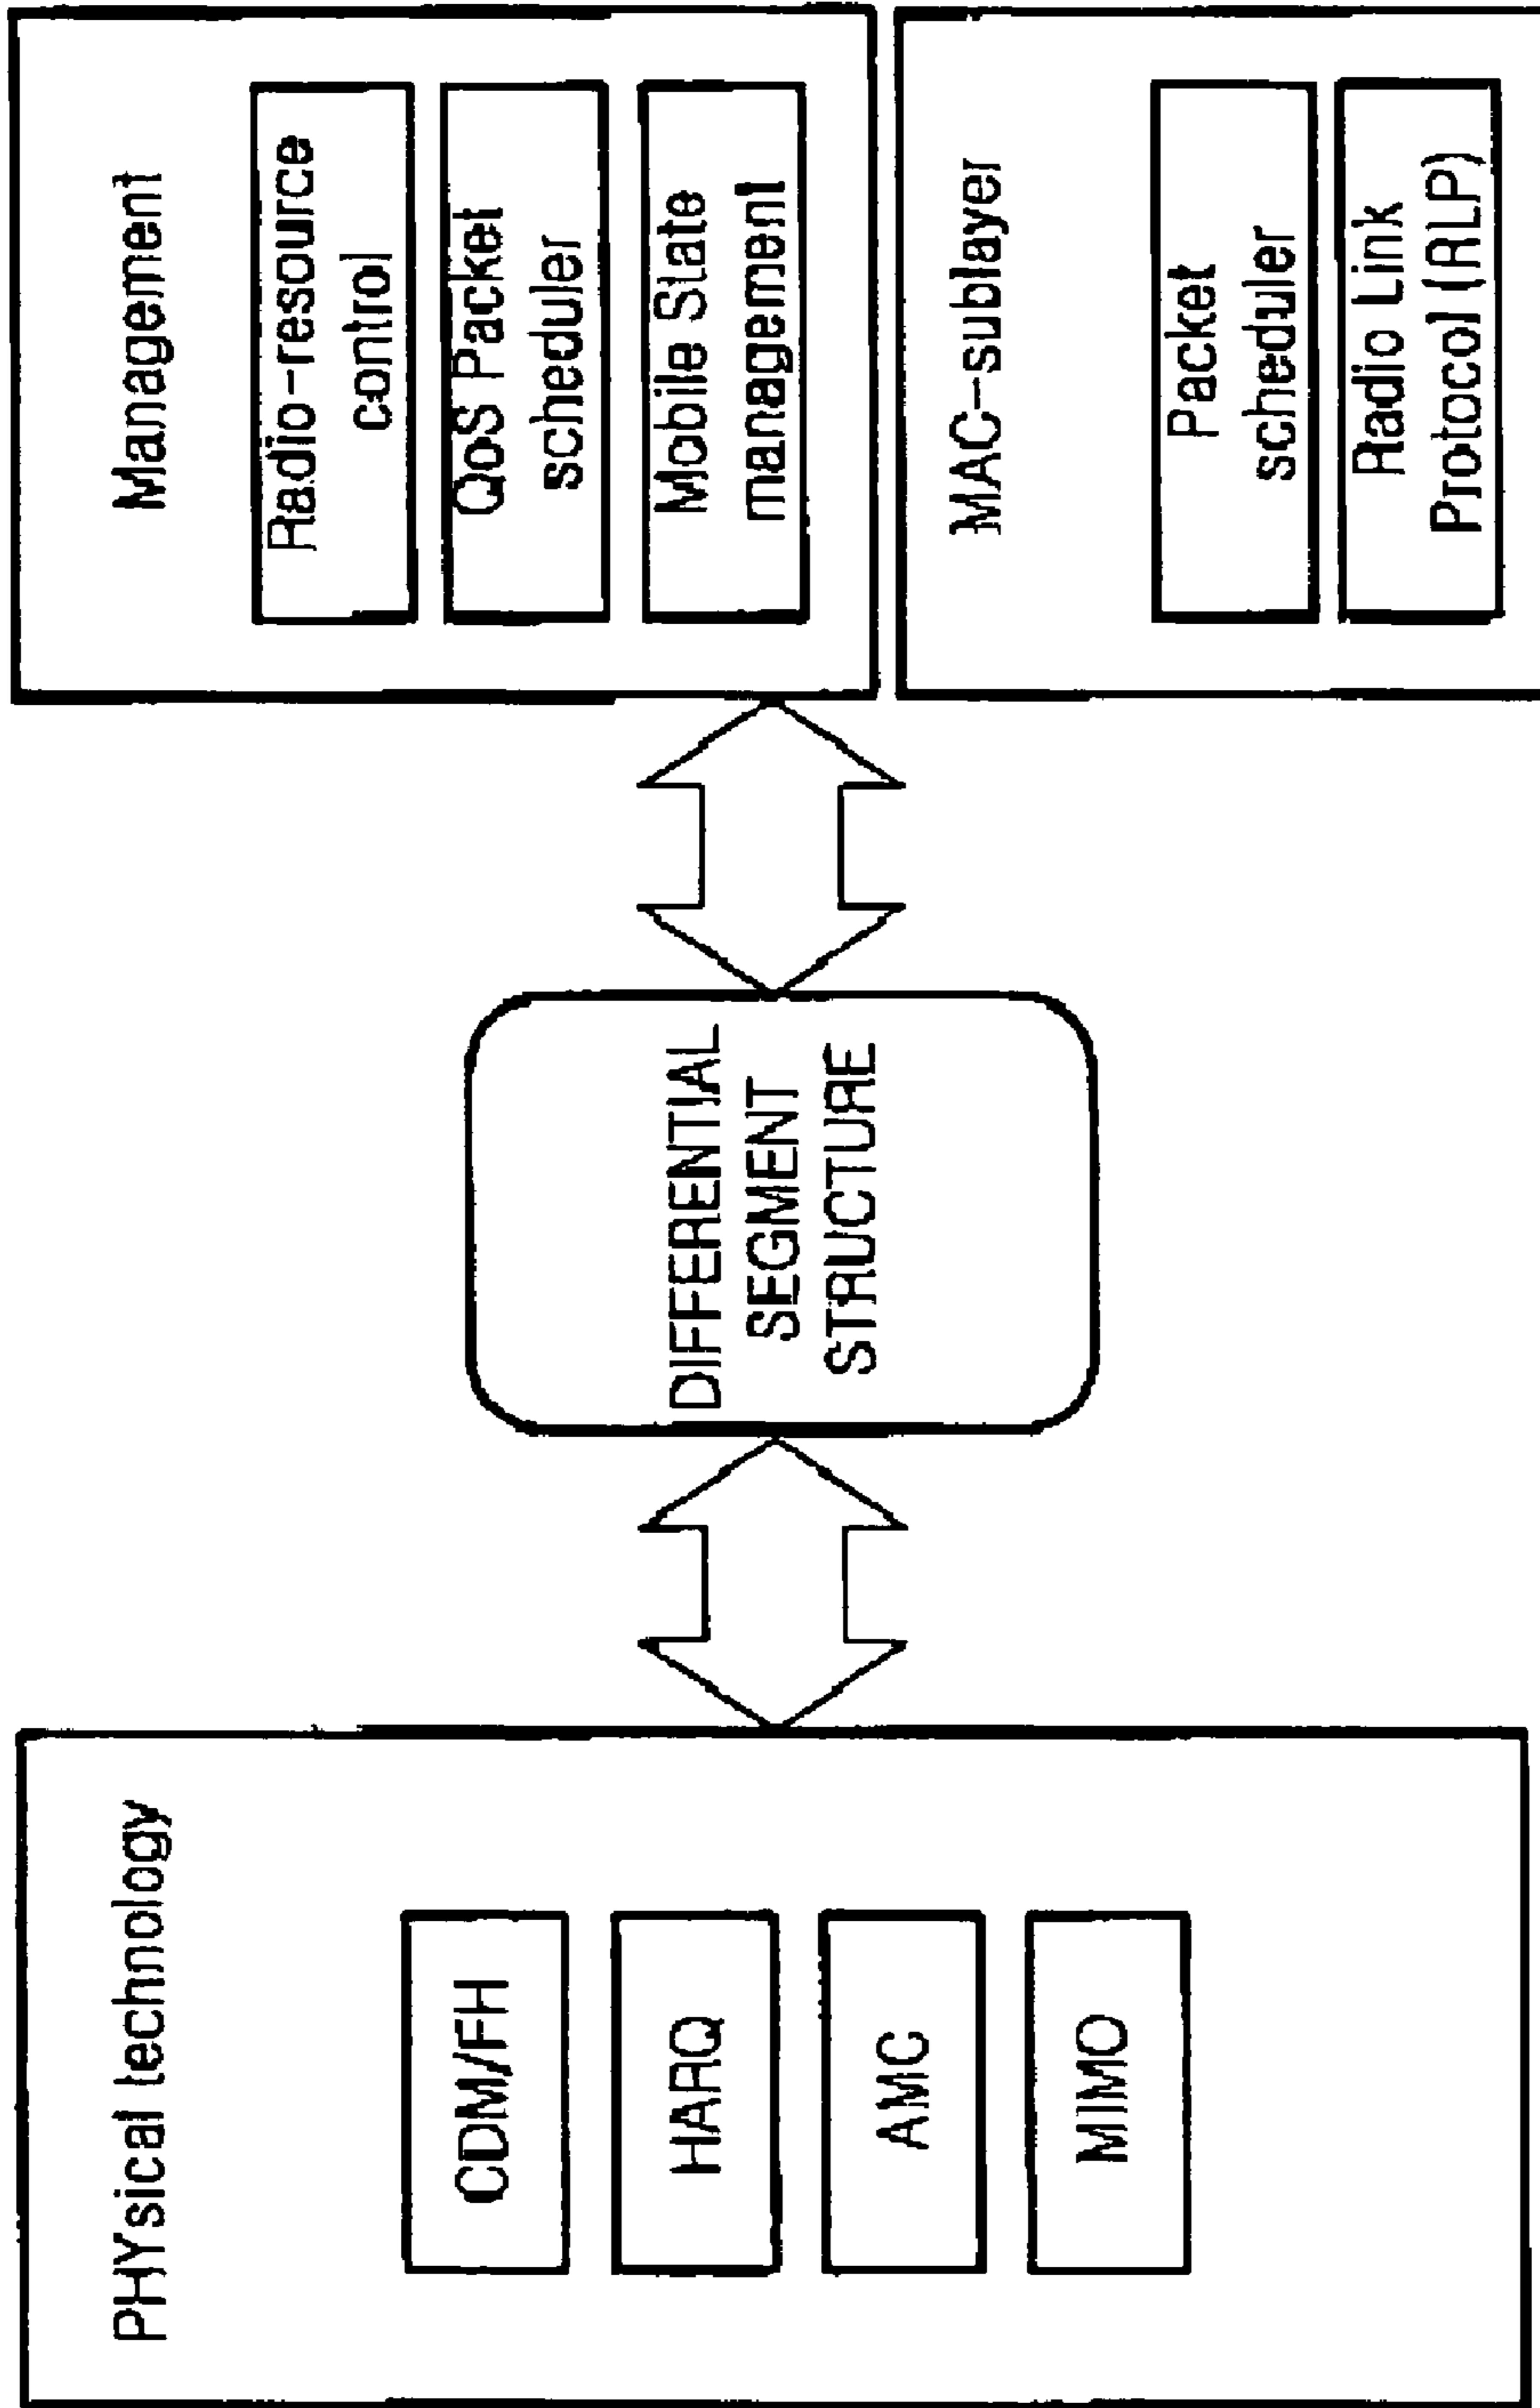 PHYsical technology
CDM/FH
HARQ
AMC
MIMO
DIFFERENTIAL
SEGMENT
STRUCTURE
Management
Radio-resource
control
QoS Packet
scheduler
Mobile State
management
MAC-sublayer
Packet
scheduler
Radio Link
Protocol (RLP)